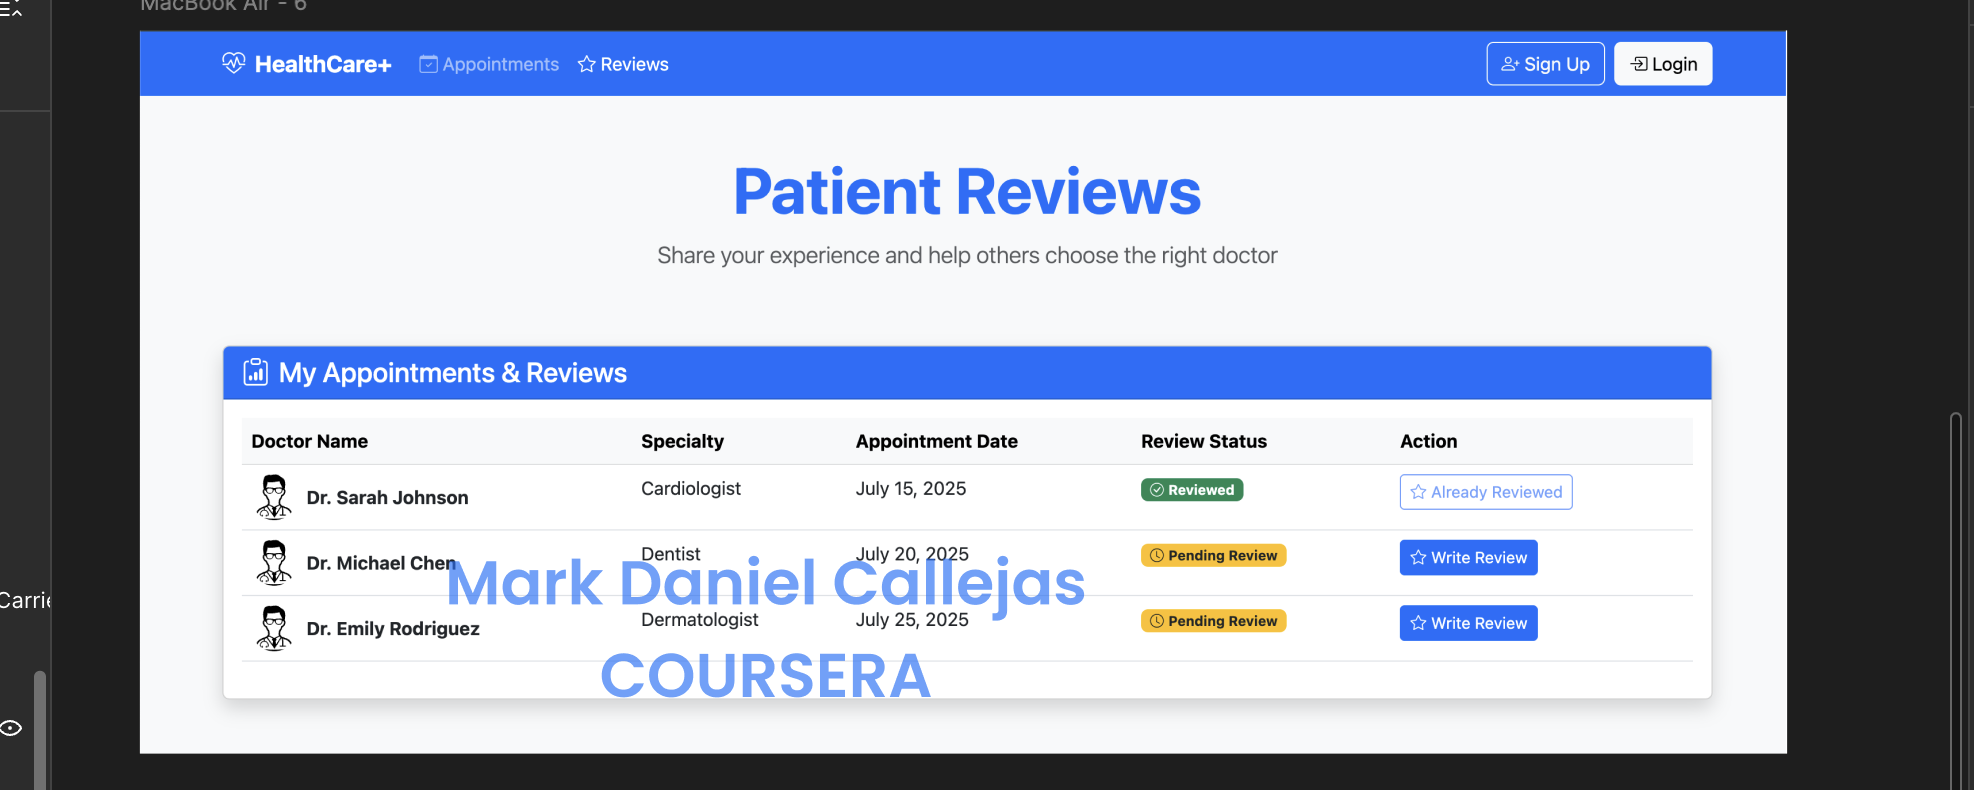 MacBook Air - 6
HealthCare+ Appointments Reviews Sign Up Login
Patient Reviews
Share your experience and help others choose the right doctor
My Appointments & Reviews
Doctor Name Specialty Appointment Date Review Status Action
Dr. Sarah Johnson Cardiologist July 15, 2025 Reviewed Already Reviewed
Dr. Michael Chen Dentist July 20, 2025 Pending Review Write Review
Mark Daniel Callejas
Dr. Emily Rodriguez Dermatologist July 25, 2025 Pending Review Write Review
COURSERA